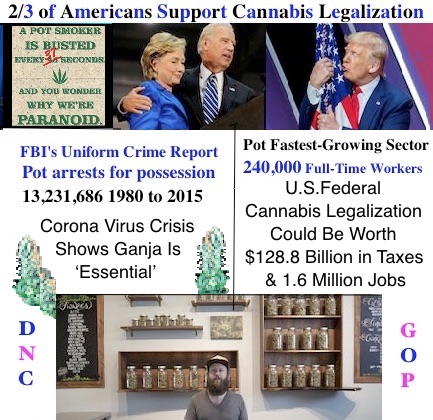 2/3 of Americans Support Cannabis Legalization
A POT SMOKER
IS BUSTED
EVERY 37 SECONDS.
AND YOU WONDER
WHY WE'RE
PARANOID.
FBI's Uniform Crime Report
Pot arrests for possession
13,231,686 1980 to 2015
Corona Virus Crisis
Shows Ganja Is
‘Essential’
Pot Fastest-Growing Sector
240,000 Full-Time Workers
U.S.Federal
Cannabis Legalization
Could Be Worth
$128.8 Billion in Taxes
& 1.6 Million Jobs
D
N
C
G
O
P